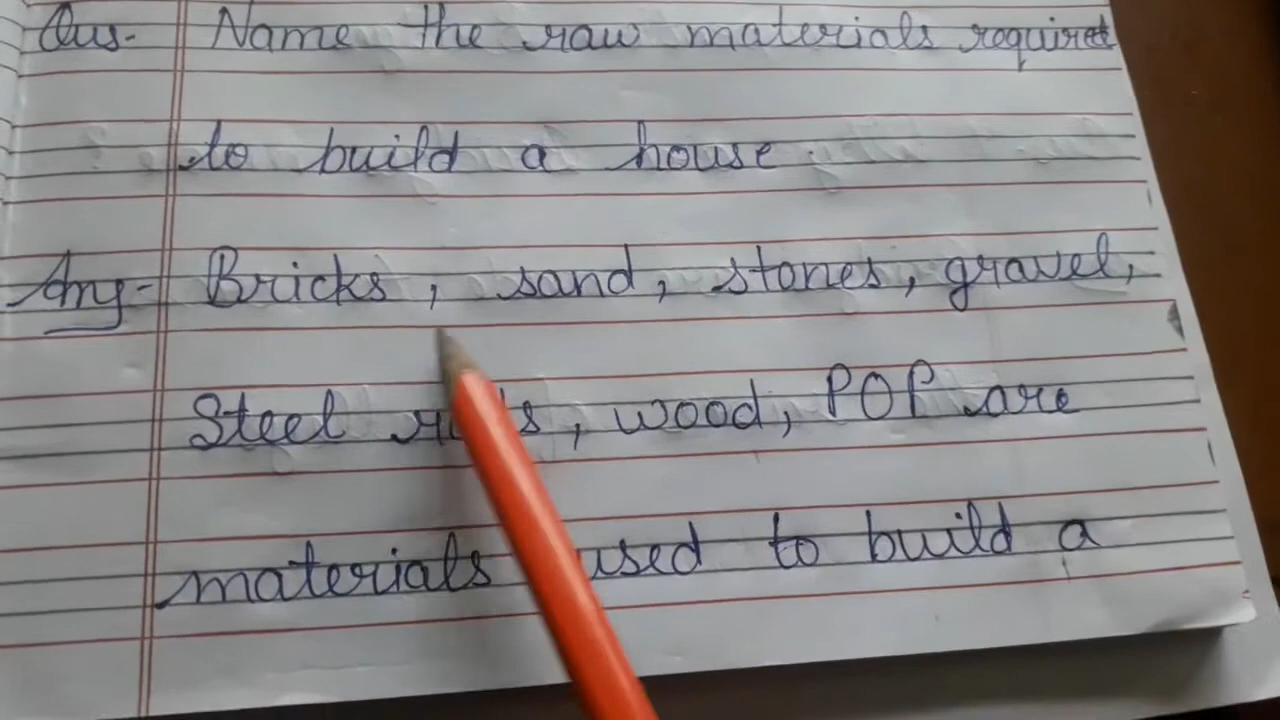 Qus- Name the raw materials required
to build a house.
Ans- Bricks, sand, stones, gravel,
Steel , wood, POP are
materials used to build a